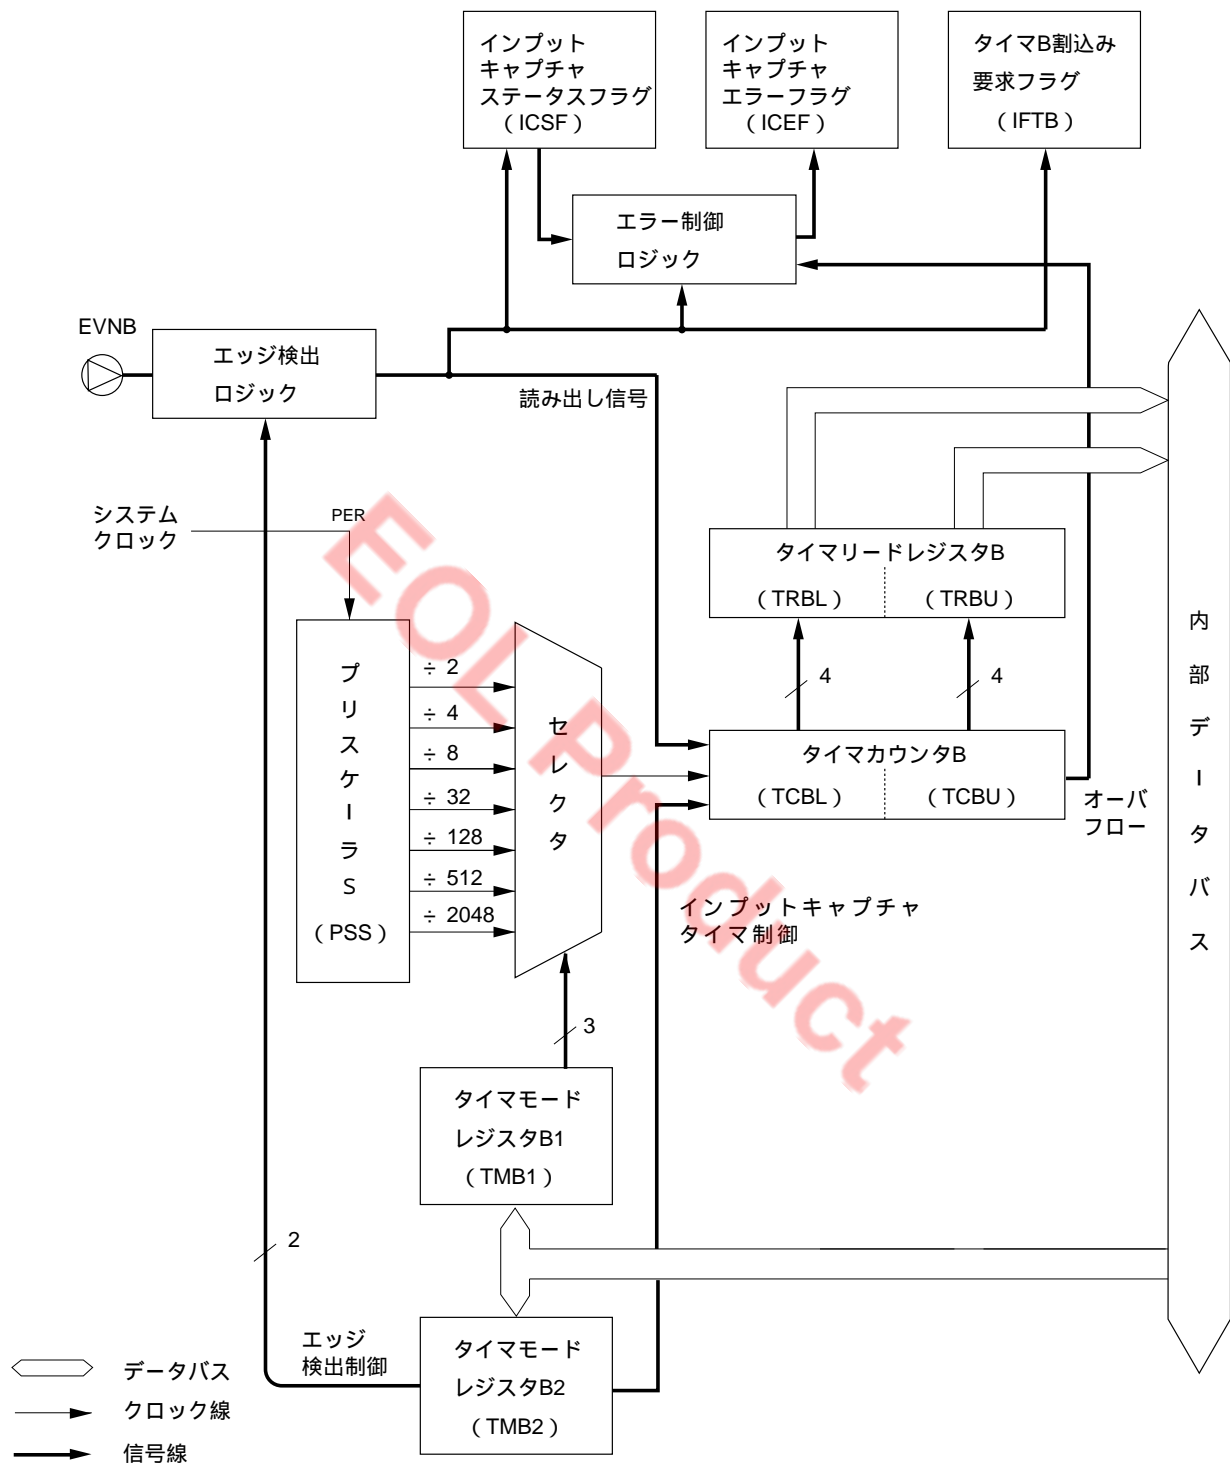 インプット
キャプチャ
ステータスフラグ
（ICSF）
インプット
キャプチャ
エラーフラグ
（ICEF）
タイマB割込み
要求フラグ
（IFTB）
エラー制御
ロジック
EVNB
エッジ検出
ロジック
読み出し信号
システム
クロック
PER
タイマリードレジスタB
（TRBL）
（TRBU）
プリスケーラS
（PSS）
÷ 2
÷ 4
÷ 8
÷ 32
÷ 128
÷ 512
÷ 2048
セレクタ
4
4
タイマカウンタB
（TCBL）
（TCBU）
オーバ
フロー
内部データバス
インプットキャプチャ
タイマ制御
3
タイマモード
レジスタB1
（TMB1）
2
エッジ
検出制御
タイマモード
レジスタB2
（TMB2）
データバス
クロック線
信号線
EOL Product